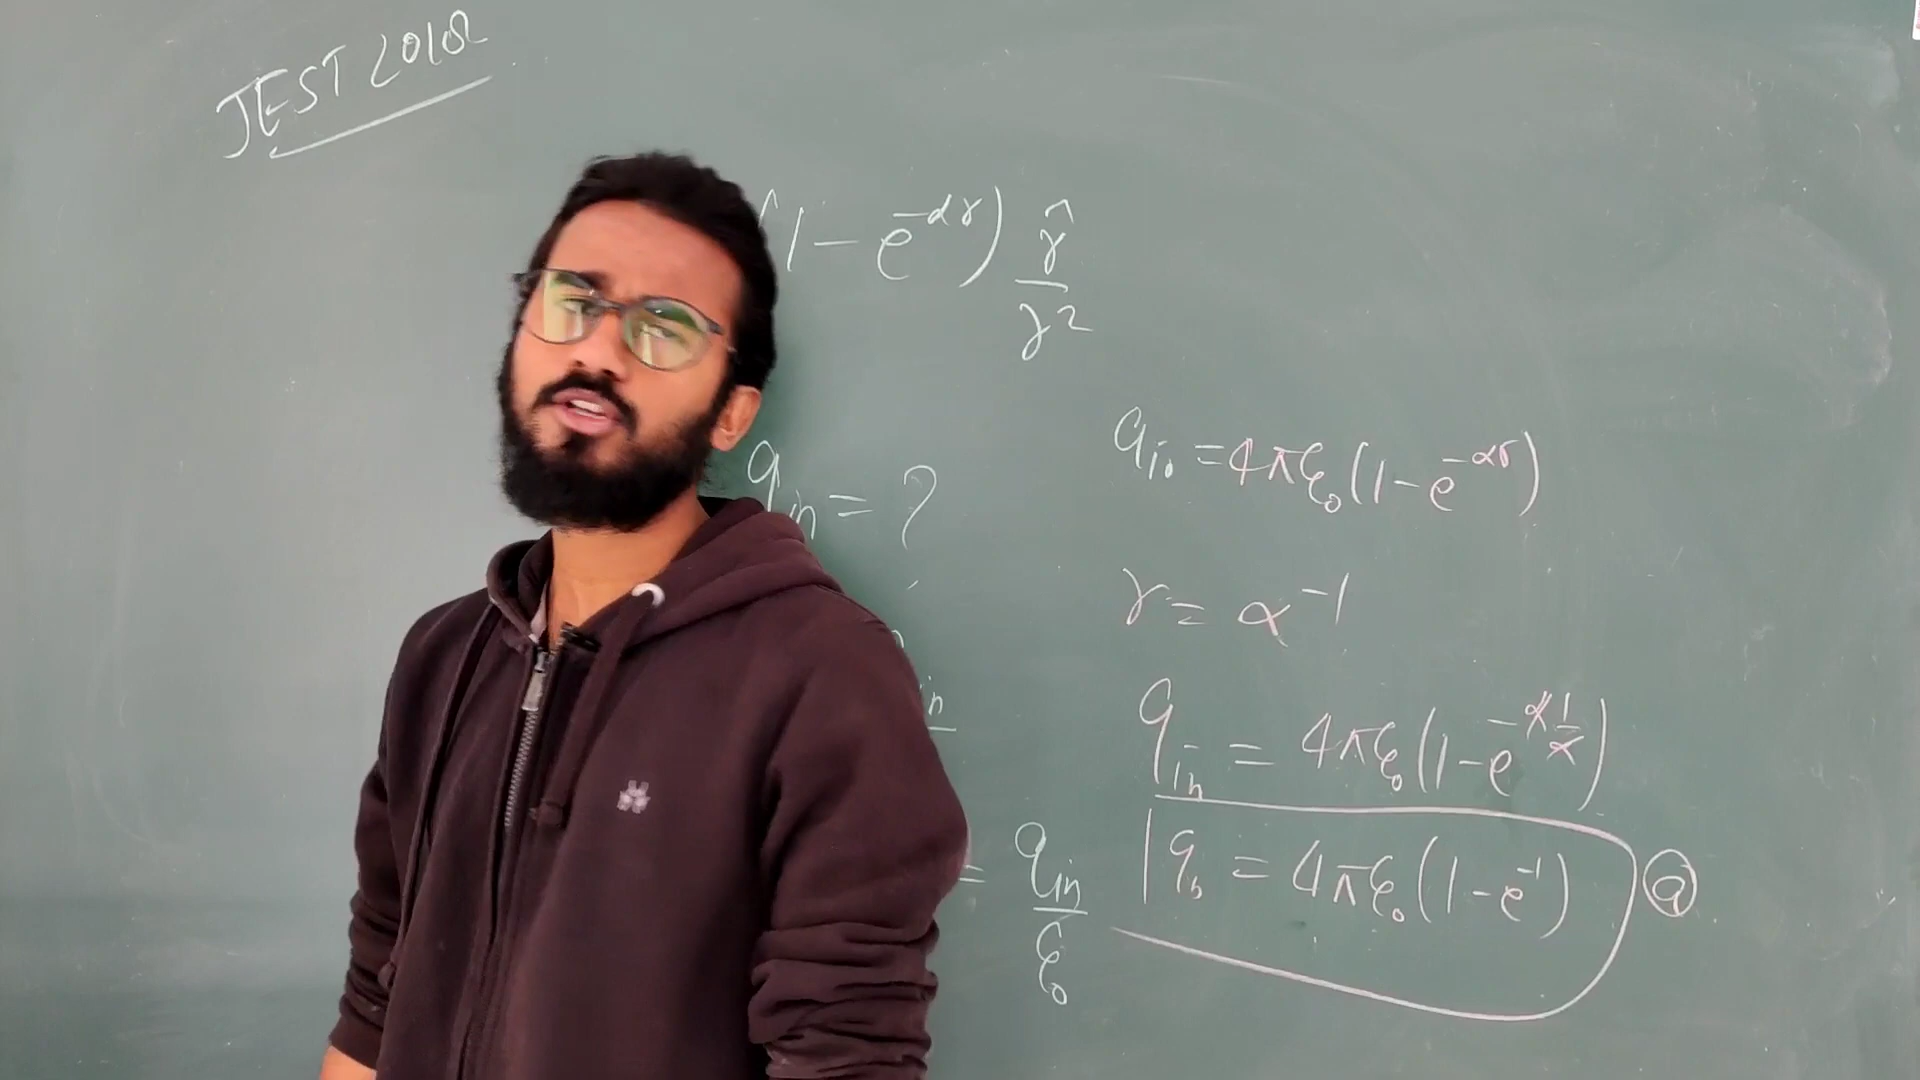 JEST 2018
(1 - e^{-αr}) r̂/r²
q_in = ?
in
= q_in/ε₀
q_in = 4πε₀(1 - e^{-αr})
r = α^{-1}
q_in = 4πε₀(1 - e^{-α 1/α})
q_in = 4πε₀(1 - e^{-1}) ⓐ